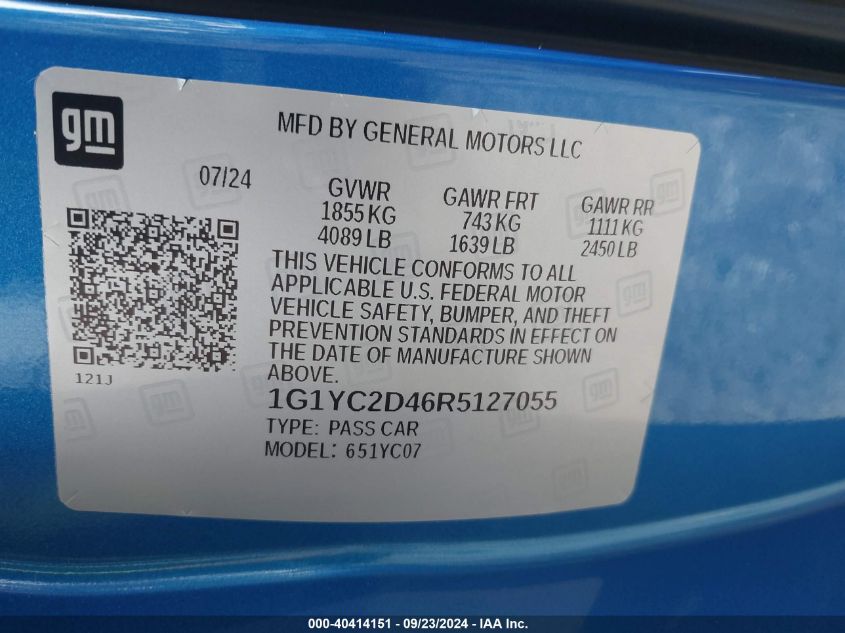 gm
MFD BY GENERAL MOTORS LLC
07/24
GVWR
1855 KG
4089 LB
GAWR FRT
743 KG
1639 LB
GAWR RR
1111 KG
2450 LB
THIS VEHICLE CONFORMS TO ALL
APPLICABLE U.S. FEDERAL MOTOR
VEHICLE SAFETY, BUMPER, AND THEFT
PREVENTION STANDARDS IN EFFECT ON
THE DATE OF MANUFACTURE SHOWN
ABOVE.
121J
1G1YC2D46R5127055
TYPE: PASS CAR
MODEL: 651YC07
000-40414151 - 09/23/2024 - IAA Inc.